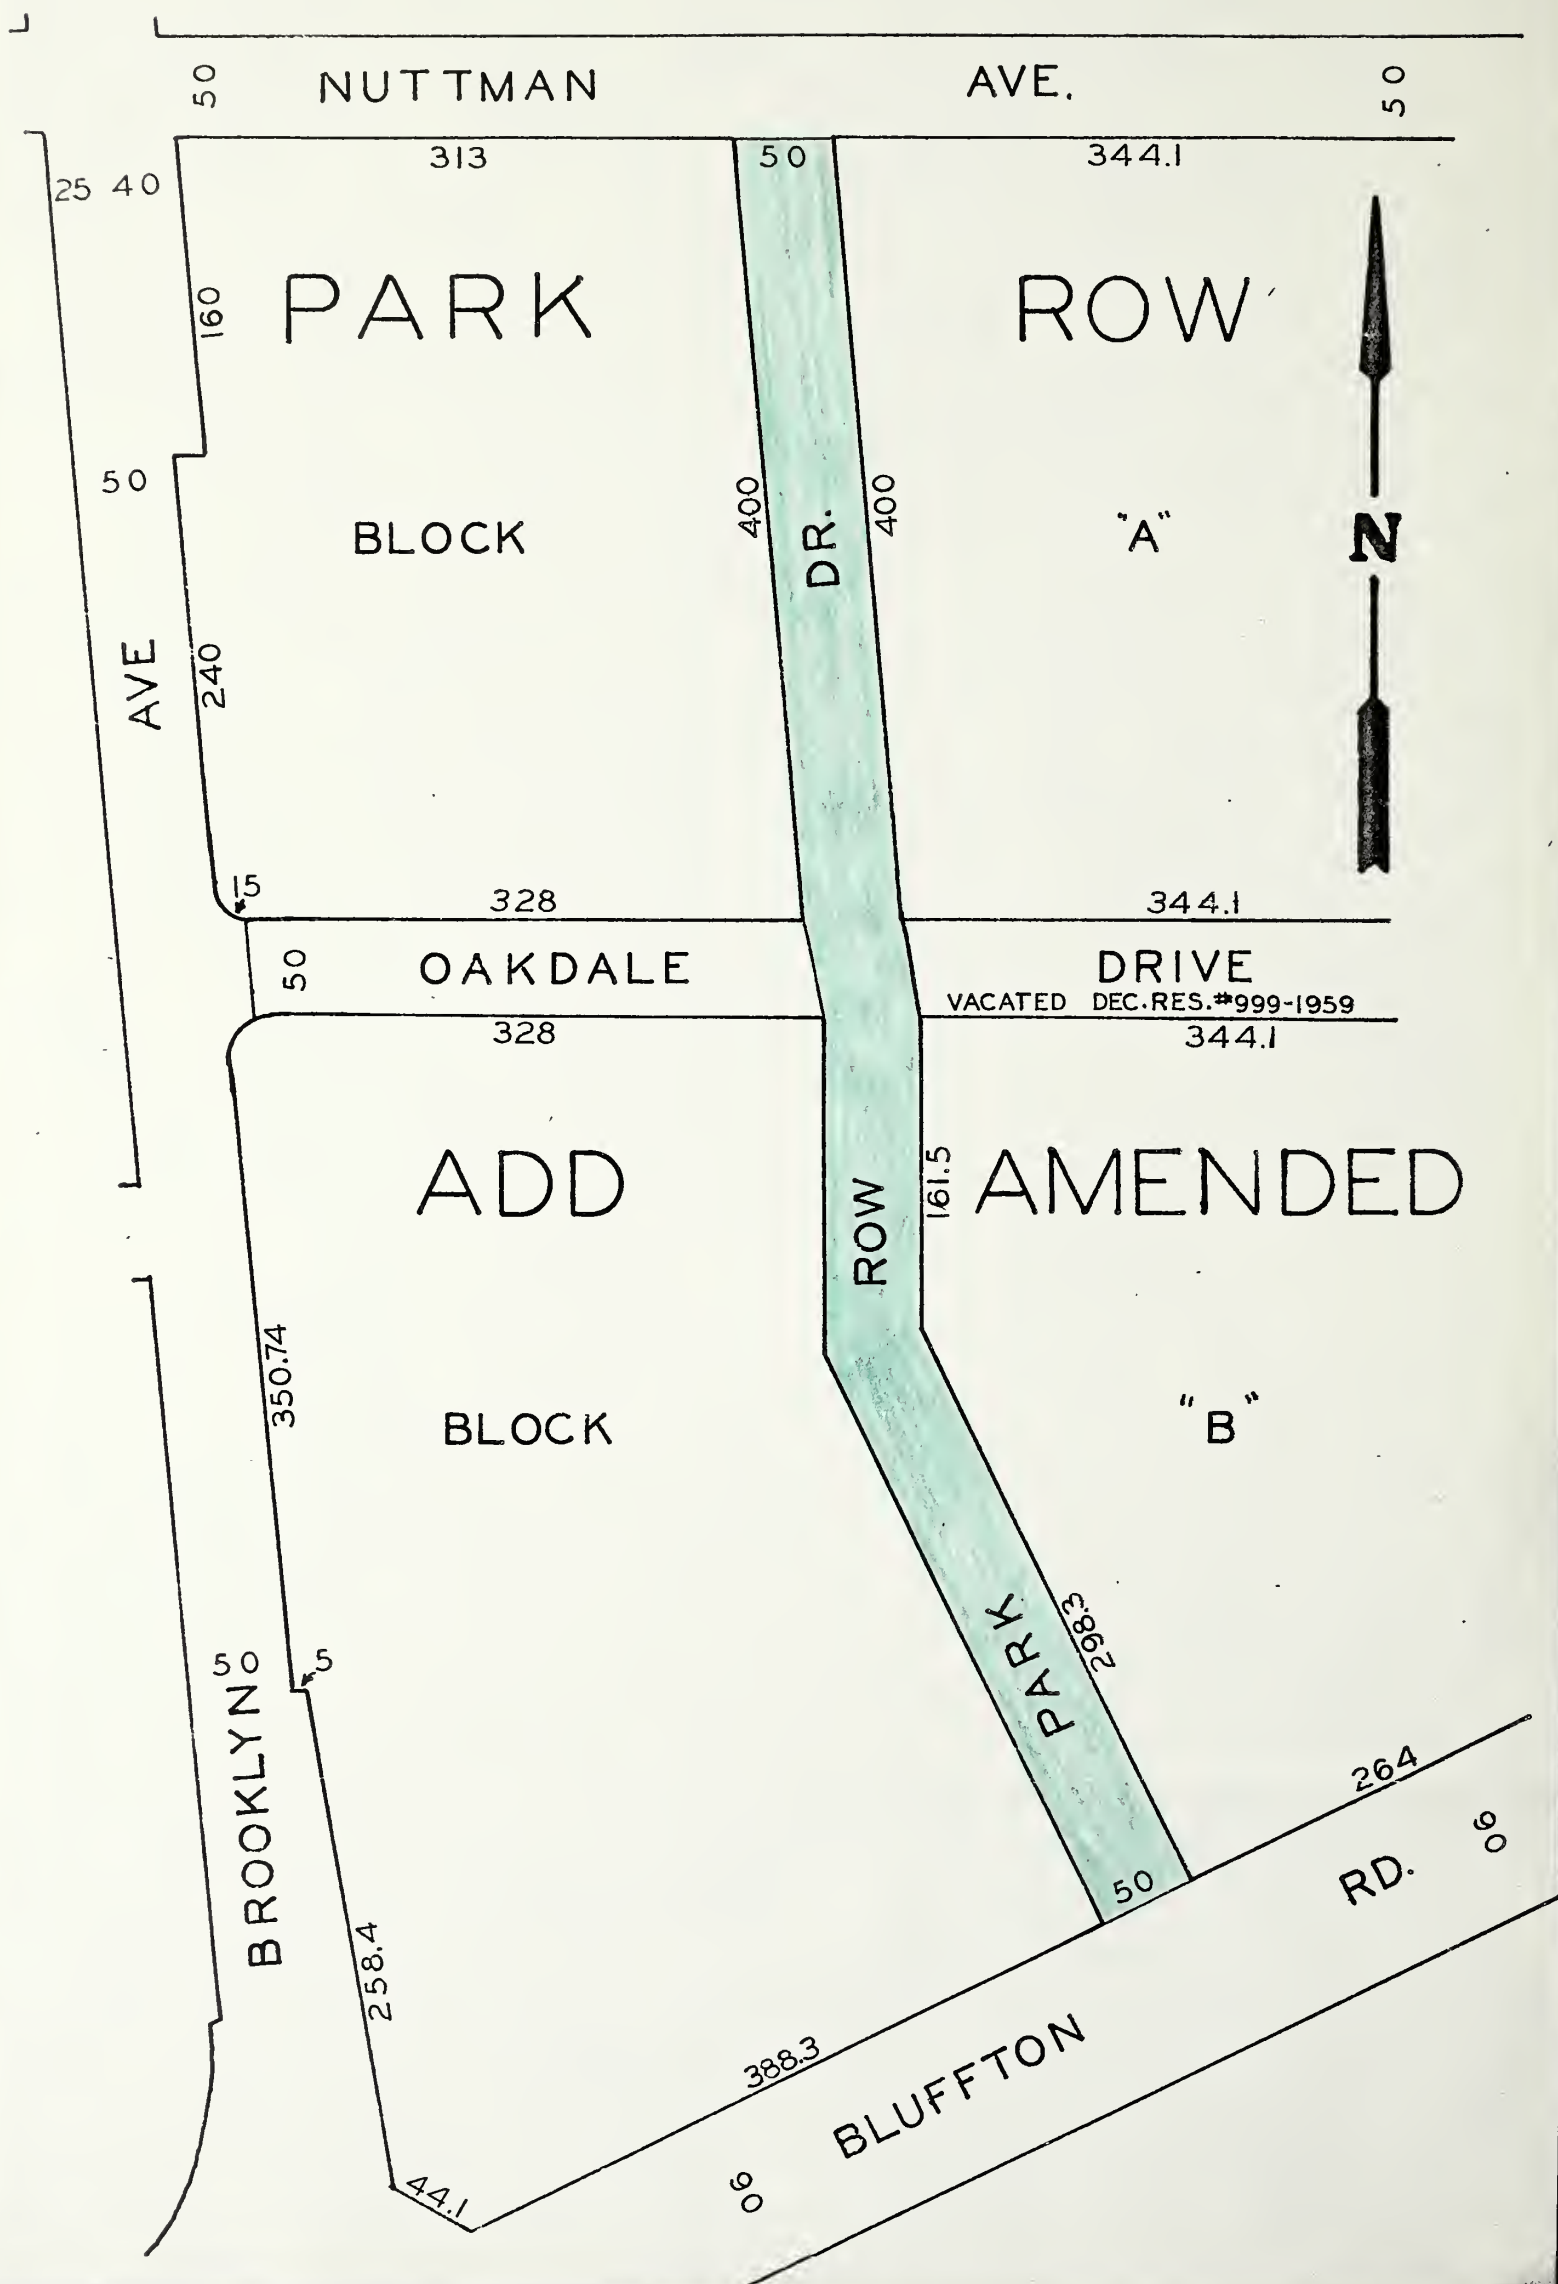 50 NUTTMAN AVE. 50
313 50 344.1
25 40
PARK ROW
160
50
BLOCK 400 DR. 400 "A"
N
AVE
240
15
328 344.1
50 OAKDALE DRIVE
VACATED DEC.RES.#999-1959
328 344.1
ADD AMENDED
ROW
161.5
350.74
BLOCK "B"
50
5
PARK
298.3
BROOKLYN
264
90
RD.
50
258.4
388.3
BLUFFTON
44.1
90